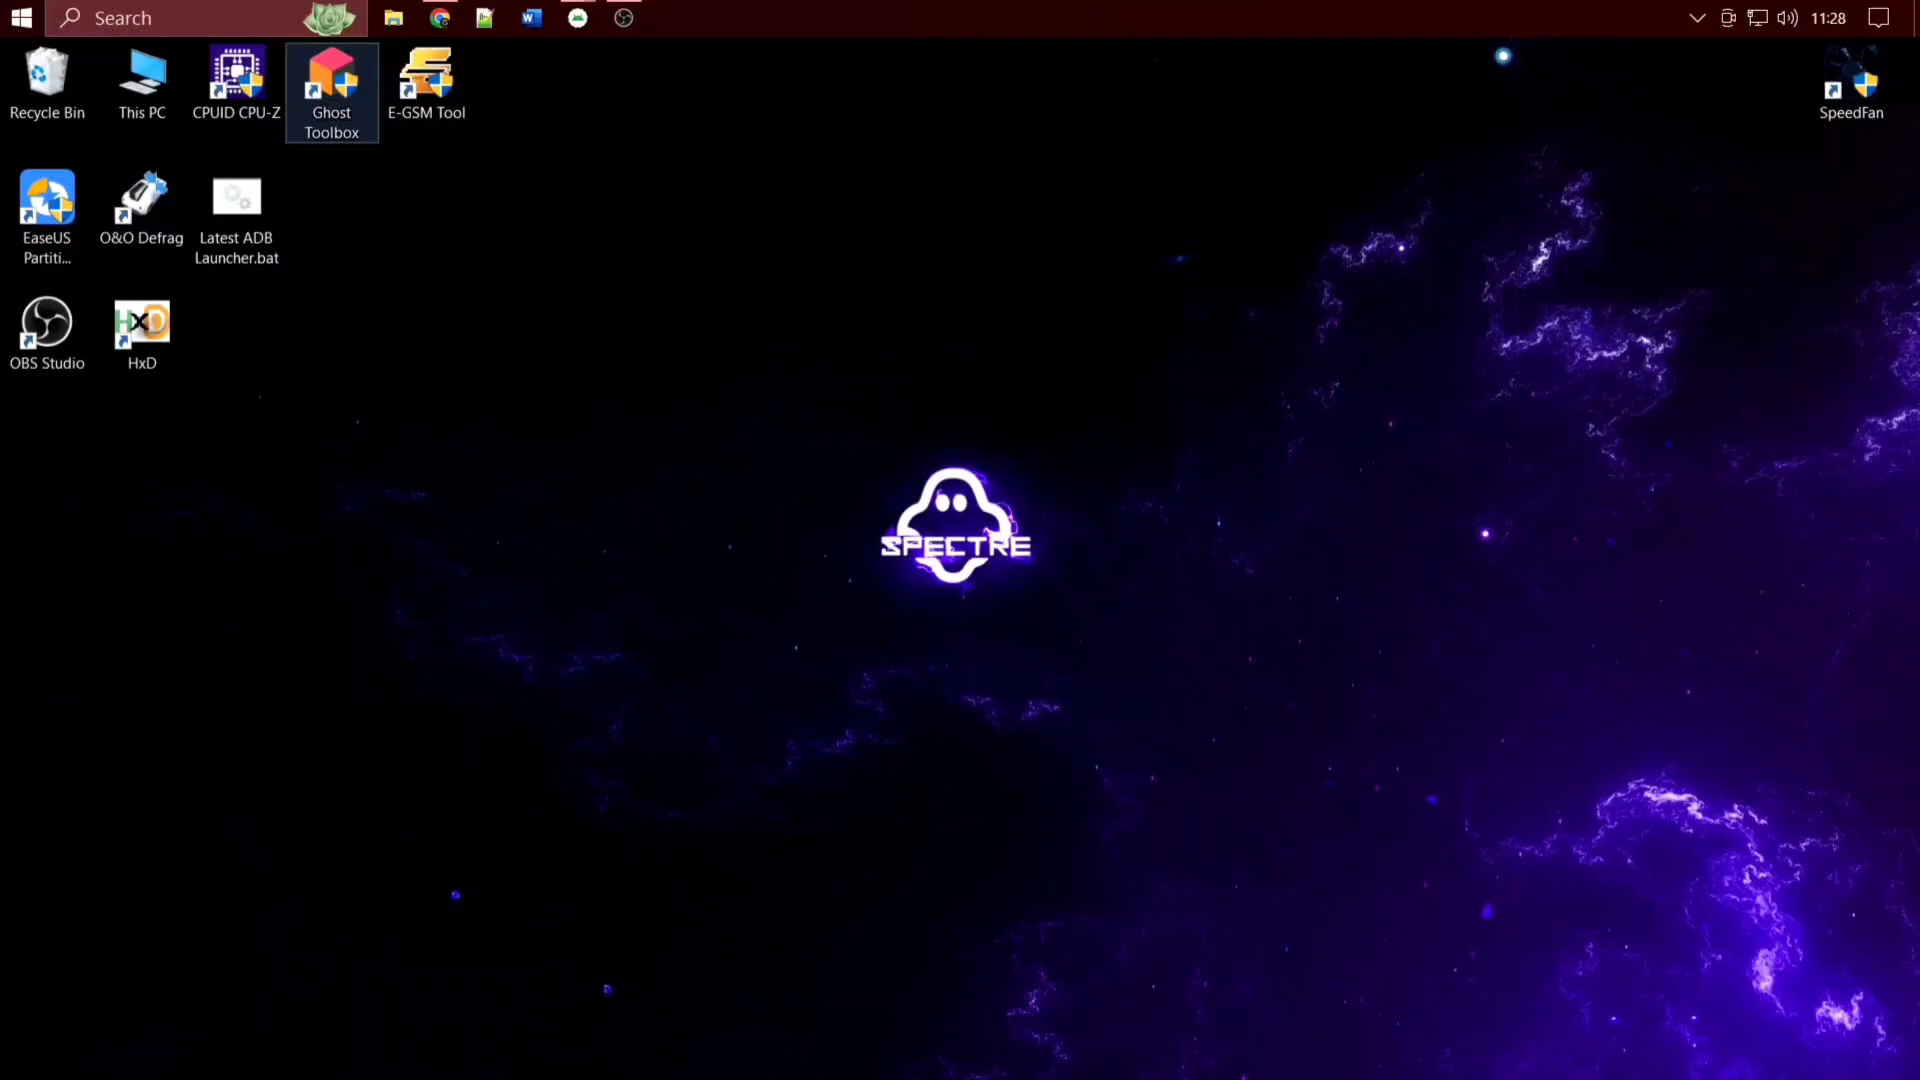 Search
11:28
Recycle Bin
This PC
CPUID CPU-Z
Ghost
Toolbox
E-GSM Tool
SpeedFan
EaseUS
Partiti...
O&O Defrag
Latest ADB
Launcher.bat
HXD
OBS Studio
HxD
SPECTRE